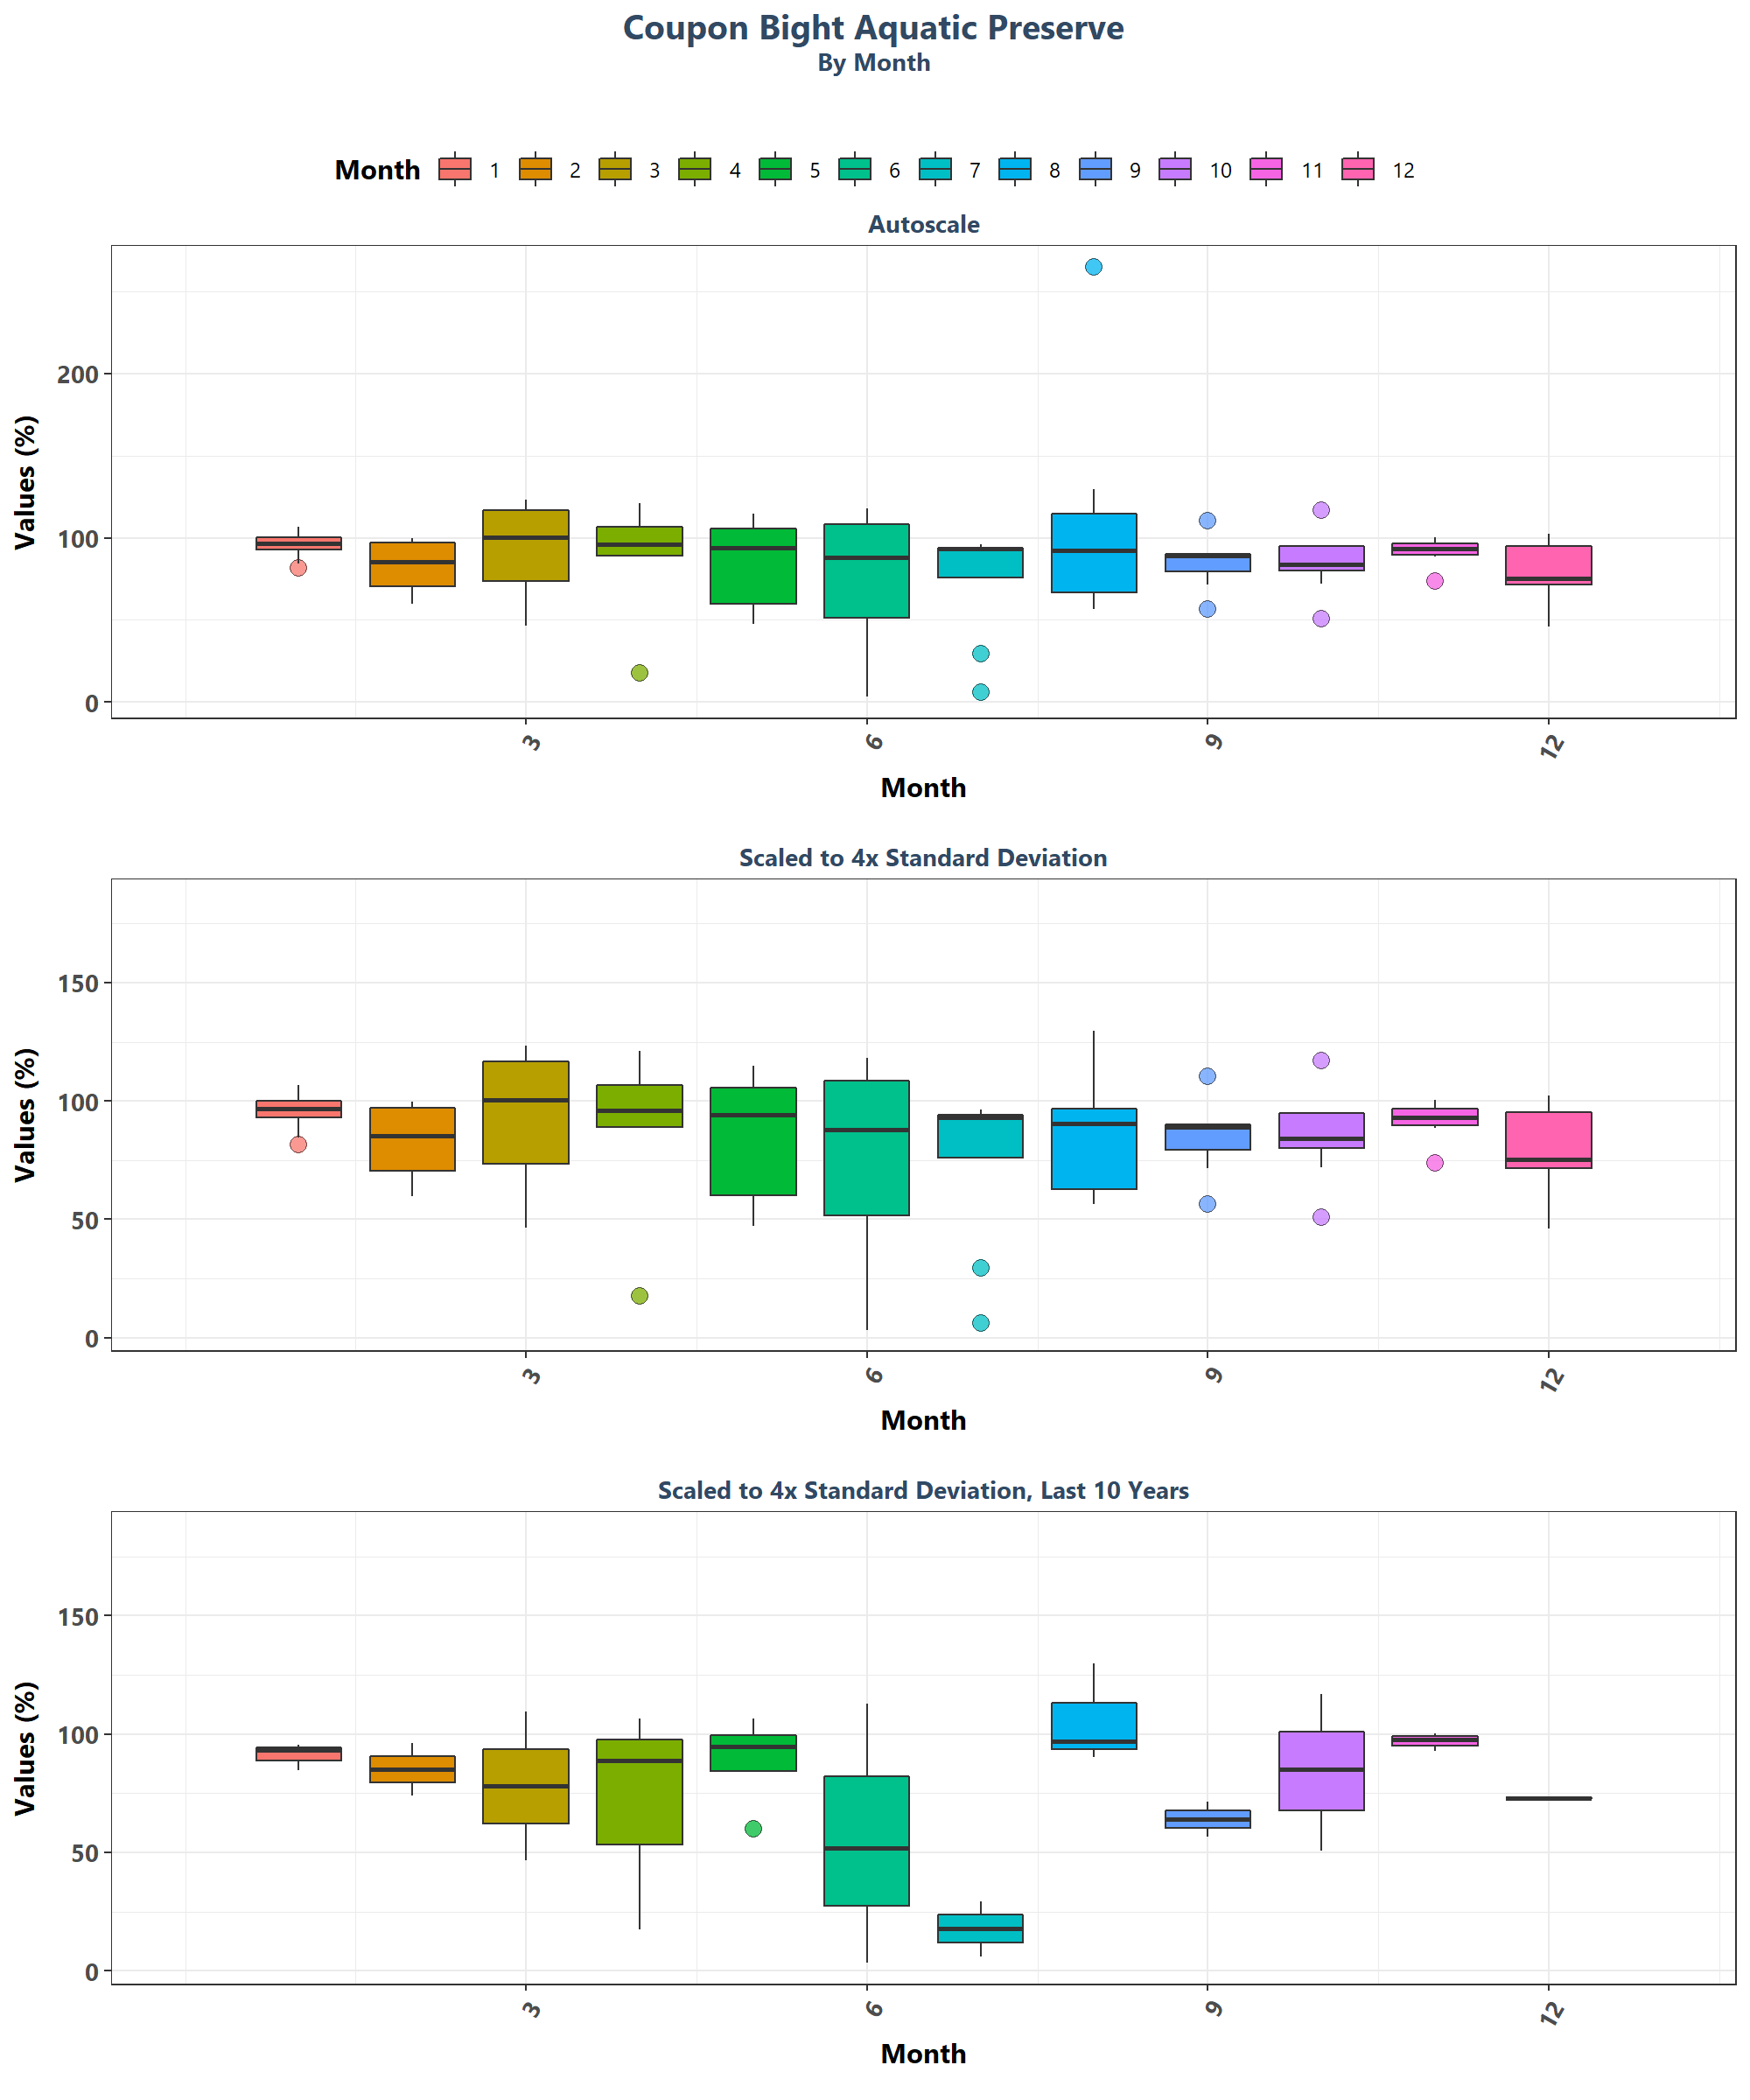 Coupon Bight Aquatic Preserve
By Month
Month 1 2 3 4 5 6 7 8 9 10 11 12
Autoscale
Values (%)
200
100
0
3 6 9 12
Month
Scaled to 4x Standard Deviation
Values (%)
150
100
50
0
3 6 9 12
Month
Scaled to 4x Standard Deviation, Last 10 Years
Values (%)
150
100
50
0
3 6 9 12
Month